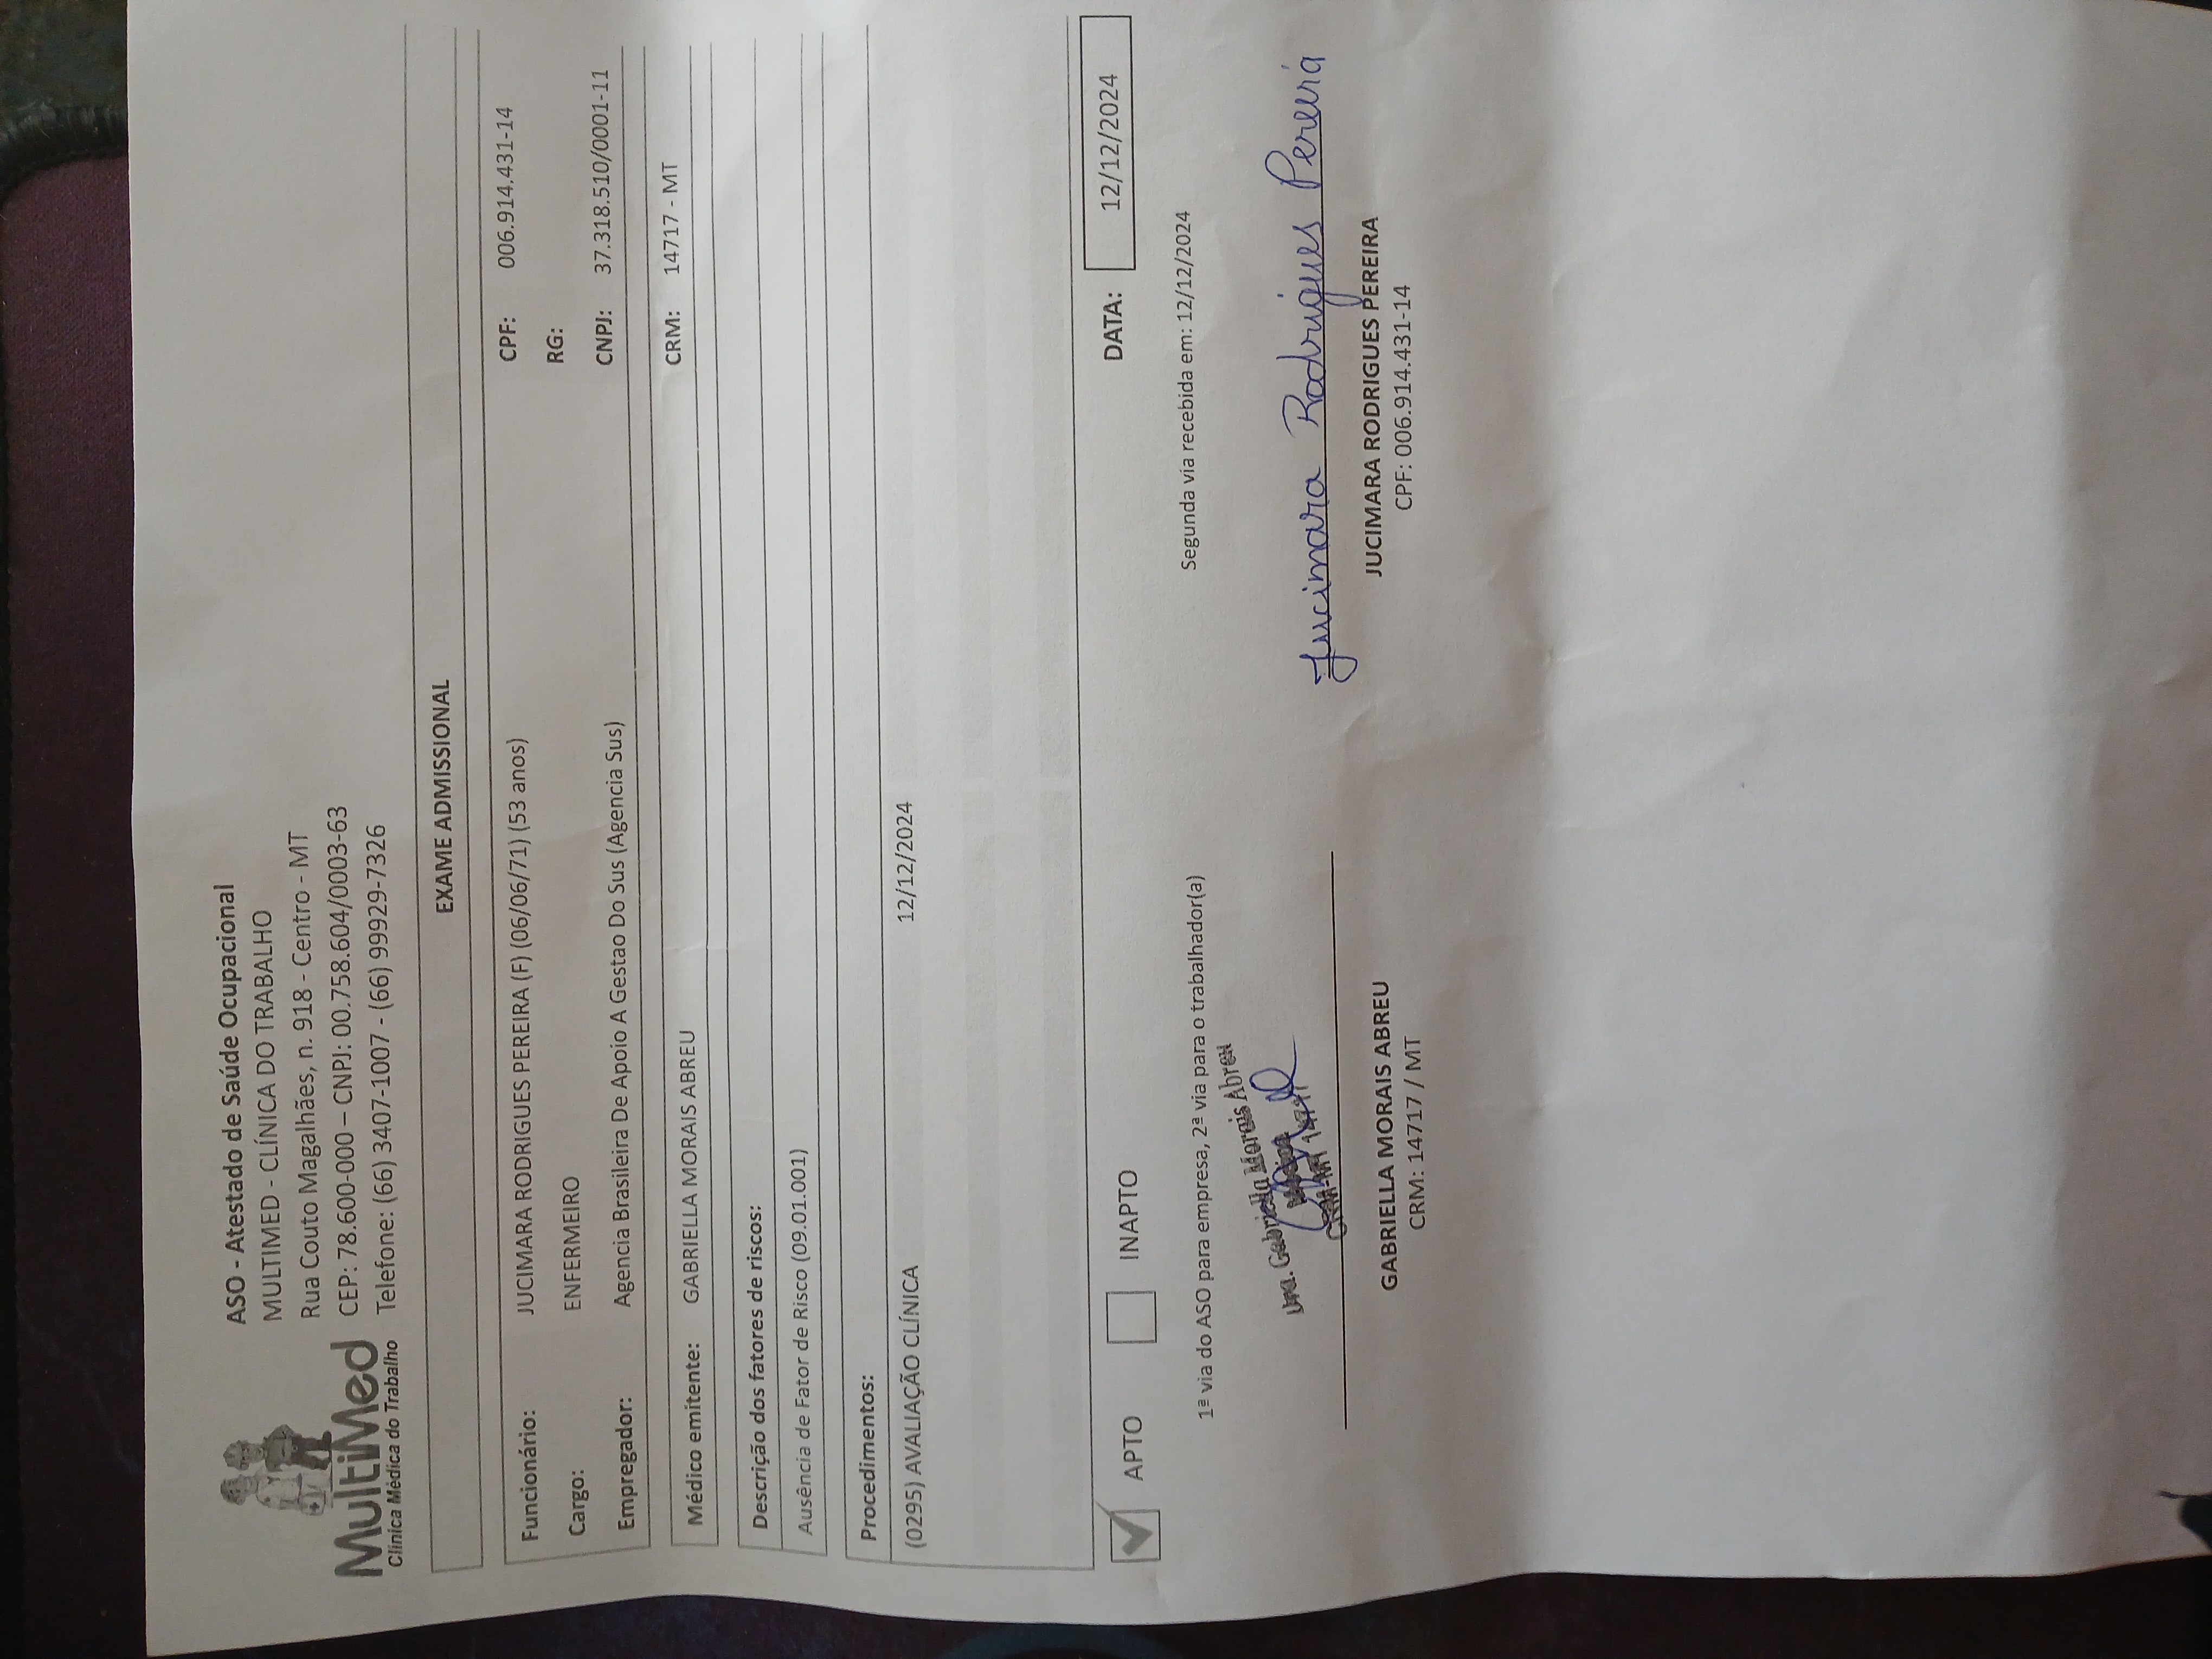 ASO - Atestado de Saúde Ocupacional
MULTIMED - CLÍNICA DO TRABALHO
Rua Couto Magalhães, n. 918 - Centro - MT
CEP: 78.600-000 – CNPJ: 00.758.604/0003-63
Telefone: (66) 3407-1007 - (66) 99929-7326
MultiMed
Clínica Médica do Trabalho
EXAME ADMISSIONAL
Funcionário: JUCIMARA RODRIGUES PEREIRA (F) (06/06/71) (53 anos) CPF: 006.914.431-14
Cargo: ENFERMEIRO RG:
Empregador: Agencia Brasileira De Apoio A Gestao Do Sus (Agencia Sus) CNPJ: 37.318.510/0001-11
Médico emitente: GABRIELLA MORAIS ABREU CRM: 14717 - MT
Descrição dos fatores de riscos:
Ausência de Fator de Risco (09.01.001)
Procedimentos:
(0295) AVALIAÇÃO CLÍNICA 12/12/2024
APTO INAPTO DATA: 12/12/2024
1ª via do ASO para empresa, 2ª via para o trabalhador(a) Segunda via recebida em: 12/12/2024
Dra. Gabriella Morais Abreu
Médica
CRM-MT 14717
Jucimara Rodrigues Pereira
GABRIELLA MORAIS ABREU JUCIMARA RODRIGUES PEREIRA
CRM: 14717 / MT CPF: 006.914.431-14